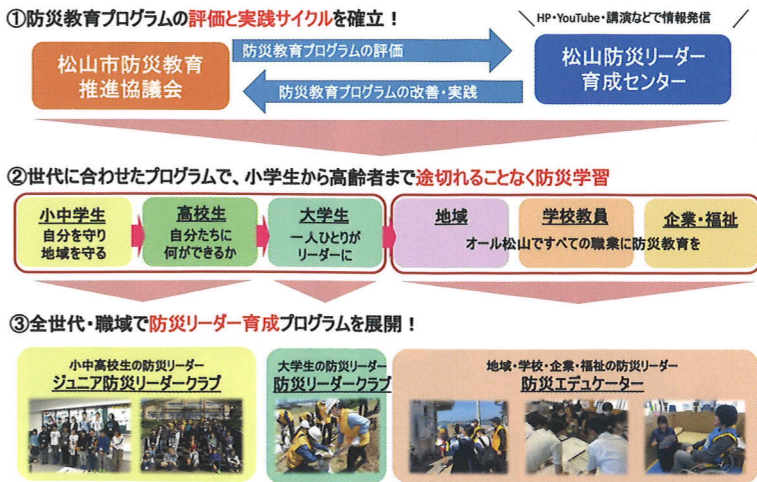 ①防災教育プログラムの評価と実践サイクルを確立！
＼HP・YouTube・講演などで情報発信／
松山市防災教育
推進協議会
防災教育プログラムの評価
防災教育プログラムの改善・実践
松山防災リーダー
育成センター
②世代に合わせたプログラムで、小学生から高齢者まで途切れることなく防災学習
小中学生
自分を守り
地域を守る
高校生
自分たちに
何ができるか
大学生
一人ひとりが
リーダーに
地域
学校教員
企業・福祉
オール松山ですべての職業に防災教育を
③全世代・職域で防災リーダー育成プログラムを展開！
小中高校生の防災リーダー
ジュニア防災リーダークラブ
大学生の防災リーダー
防災リーダークラブ
地域・学校・企業・福祉の防災リーダー
防災エデュケーター